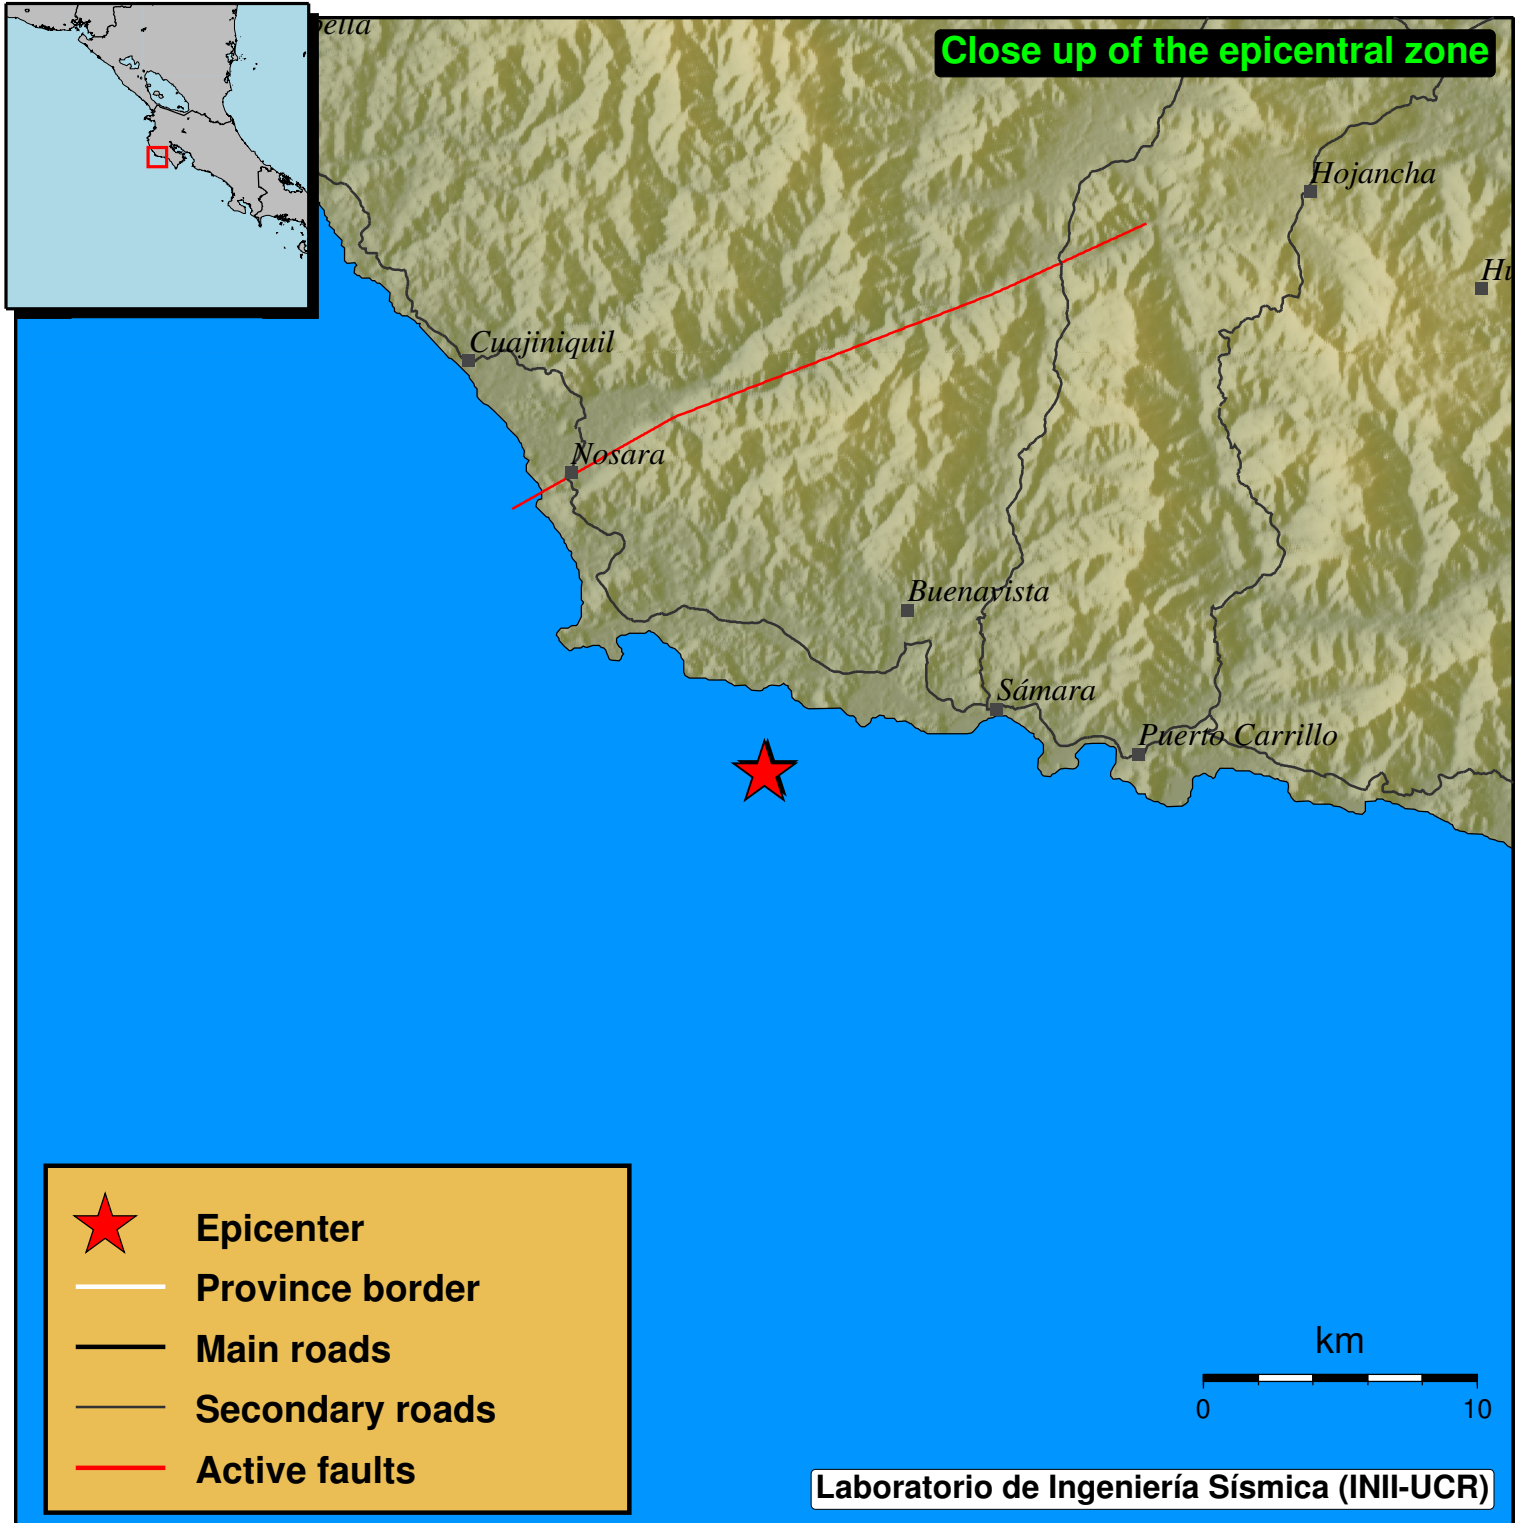 Close up of the epicentral zone
Hojancha
Cuajiniquil
Nosara
Buenavista
Sámara
Puerto Carrillo
Epicenter
Province border
Main roads
Secondary roads
Active faults
km
0 10
Laboratorio de Ingeniería Sísmica (INII-UCR)